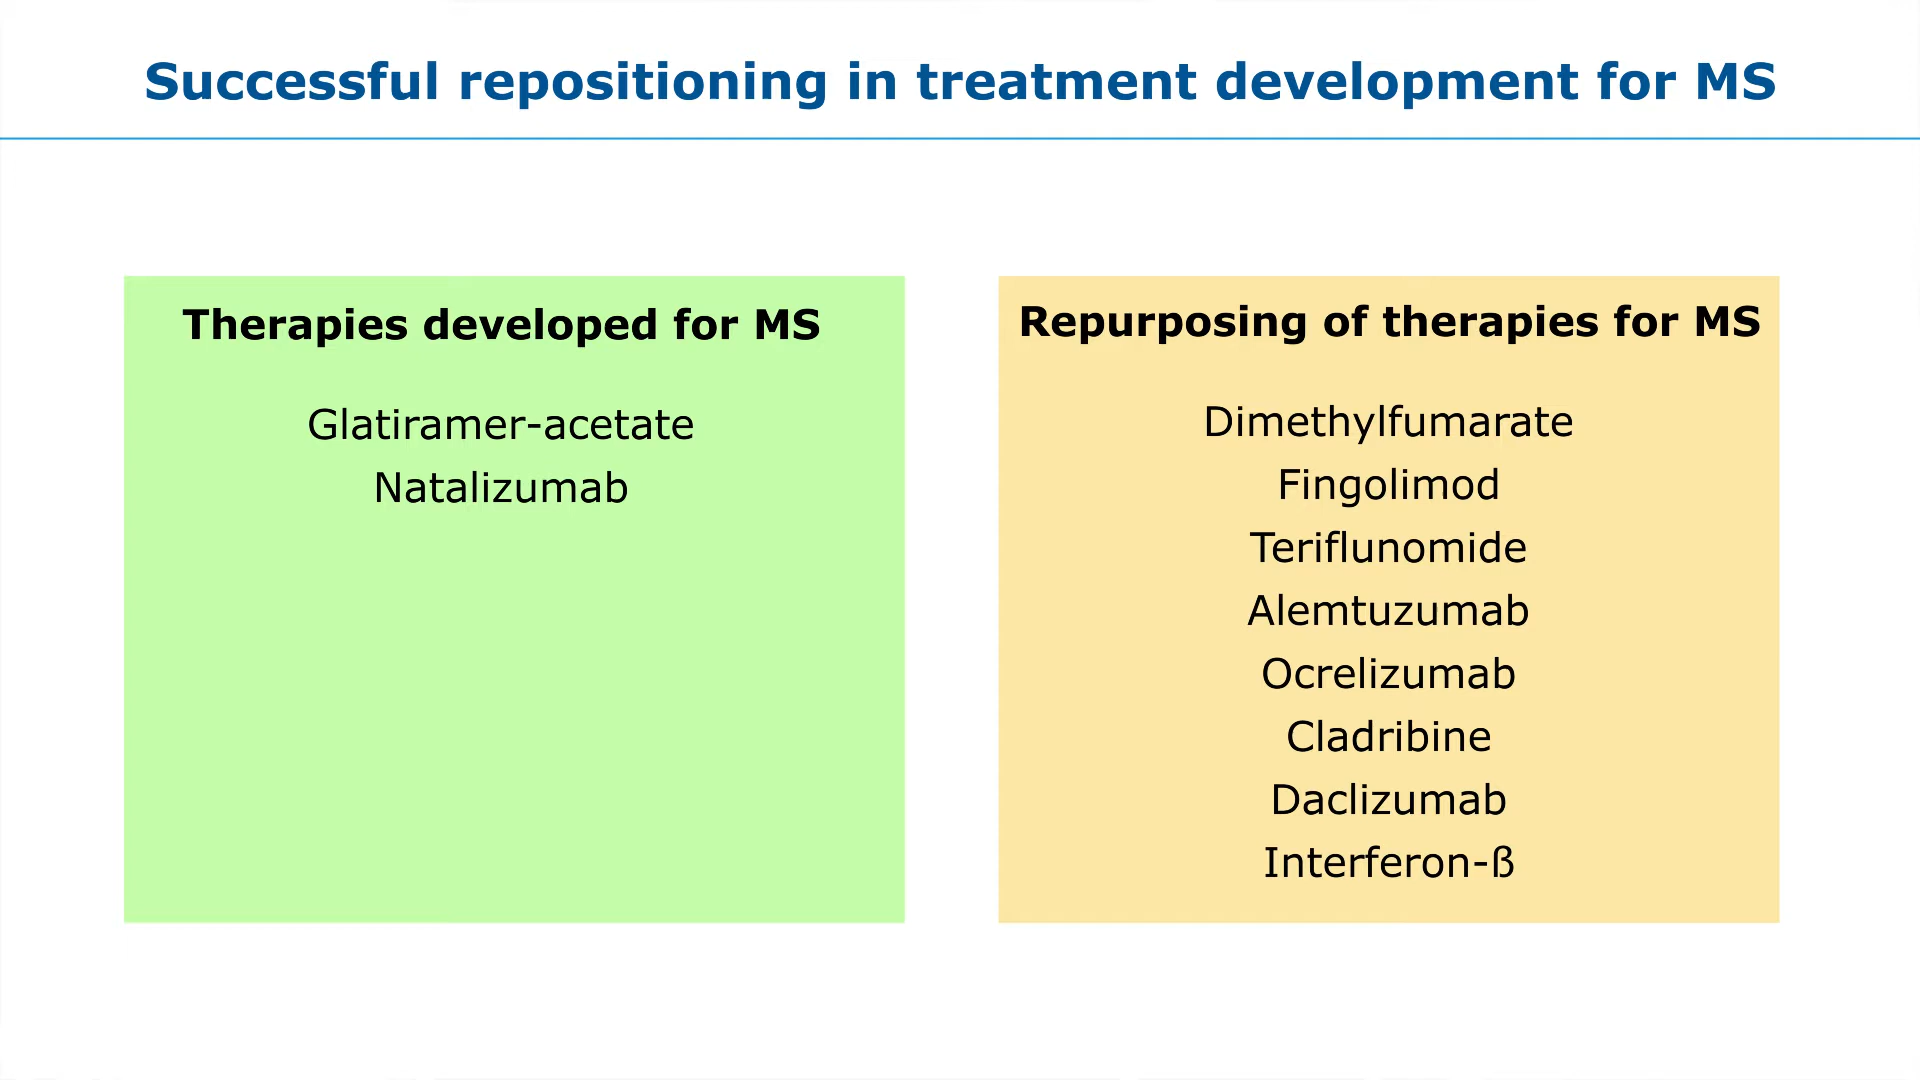 Successful repositioning in treatment development for MS
Therapies developed for MS
Glatiramer-acetate
Natalizumab
Repurposing of therapies for MS
Dimethylfumarate
Fingolimod
Teriflunomide
Alemtuzumab
Ocrelizumab
Cladribine
Daclizumab
Interferon-ß